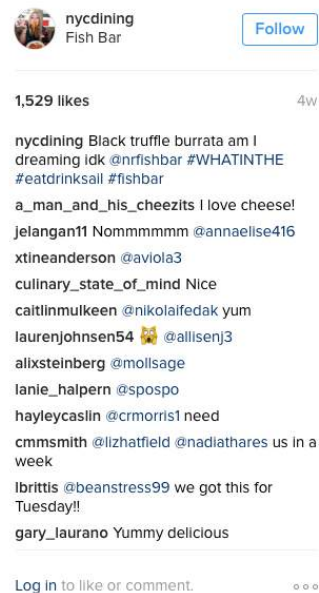 nycdining
Fish Bar
Follow
1,529 likes
4w
nycdining Black truffle burrata am I
dreaming idk @nrfishbar #WHATINTHE
#eatdrinksail #fishbar
a_man_and_his_cheezits I love cheese!
jelangan11 Nommmmmm @annaelise416
xtineanderson @aviola3
culinary_state_of_mind Nice
caitlinmulkeen @nikolaifedak yum
laurenjohnsen54 🙀 @allisenj3
alixsteinberg @mollsage
lanie_halpern @spospo
hayleycaslin @crmorris1 need
cmmsmith @lizhatfield @nadiathares us in a
week
lbrittis @beanstress99 we got this for
Tuesday!!
gary_laurano Yummy delicious
Log in to like or comment.